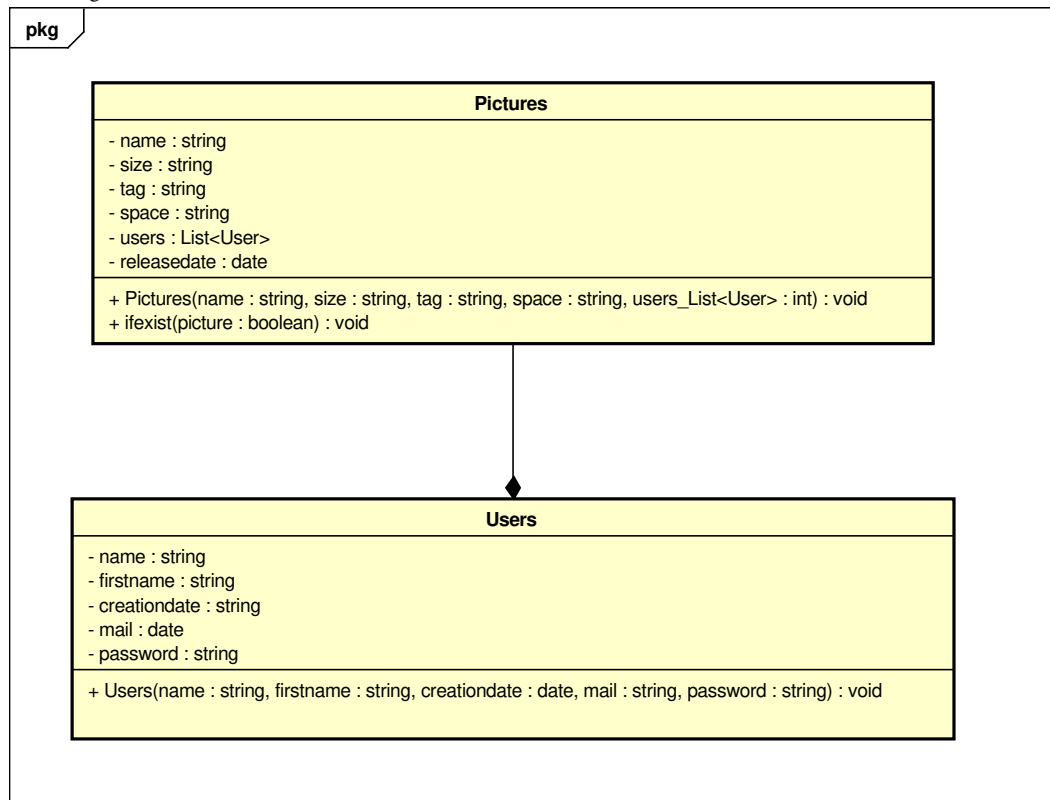 pkg
Pictures
- name : string
- size : string
- tag : string
- space : string
- users : List<User>
- releasedate : date
+ Pictures(name : string, size : string, tag : string, space : string, users_List<User> : int) : void
+ ifexist(picture : boolean) : void
Users
- name : string
- firstname : string
- creationdate : string
- mail : date
- password : string
+ Users(name : string, firstname : string, creationdate : date, mail : string, password : string) : void